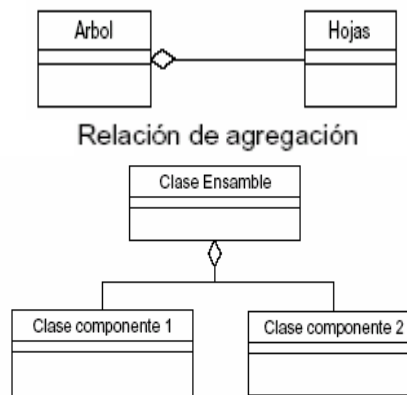 Arbol
Hojas
Relación de agregación
Clase Ensamble
Clase componente 1
Clase componente 2